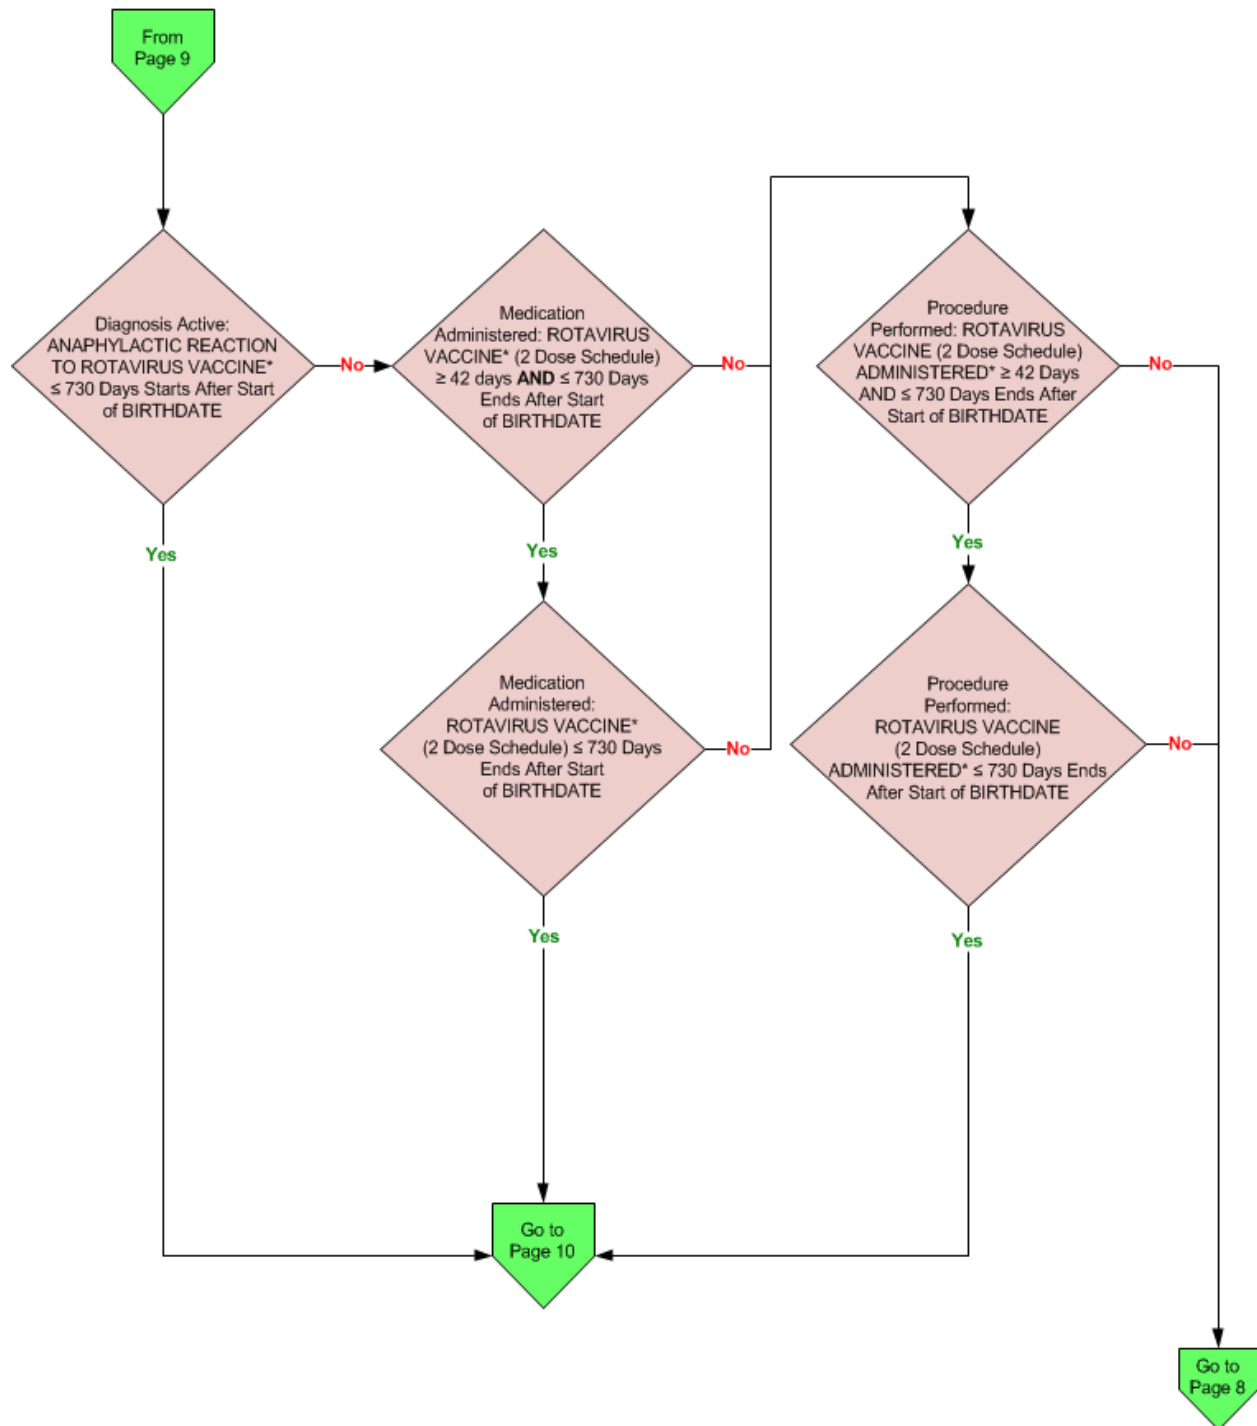 From
Page 9
Diagnosis Active:
ANAPHYLACTIC REACTION
TO ROTAVIRUS VACCINE*
≤ 730 Days Starts After Start
of BIRTHDATE
No
Yes
Medication
Administered: ROTAVIRUS
VACCINE* (2 Dose Schedule)
≥ 42 days AND ≤ 730 Days
Ends After Start
of BIRTHDATE
No
Yes
Procedure
Performed: ROTAVIRUS
VACCINE (2 Dose Schedule)
ADMINISTERED* ≥ 42 Days
AND ≤ 730 Days Ends After
Start of BIRTHDATE
No
Yes
Medication
Administered:
ROTAVIRUS VACCINE*
(2 Dose Schedule) ≤ 730 Days
Ends After Start
of BIRTHDATE
No
Yes
Procedure
Performed:
ROTAVIRUS VACCINE
(2 Dose Schedule)
ADMINISTERED* ≤ 730 Days Ends
After Start of BIRTHDATE
No
Yes
Go to
Page 10
Go to
Page 8